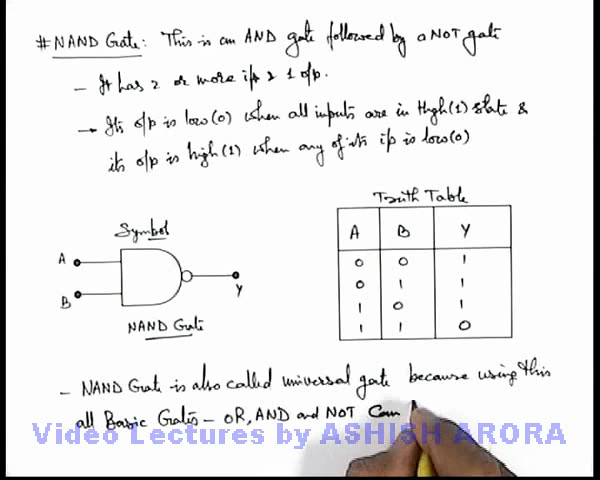 # NAND Gate: This is an AND gate followed by a NOT gate
- It has 2 or more i/ps & 1 o/p.
- Its o/p is low(0) when all inputs are in High(1) state &
its o/p is high(1) when any of its i/p is low(0)
Truth Table
Symbol
A B Y
A
0 0 1
0 1 1
B
Y
1 0 1
NAND Gate
1 1 0
- NAND Gate is also called universal gate because using this
all Basic Gates - OR, AND and NOT Can
Video Lectures by ASHISH ARORA